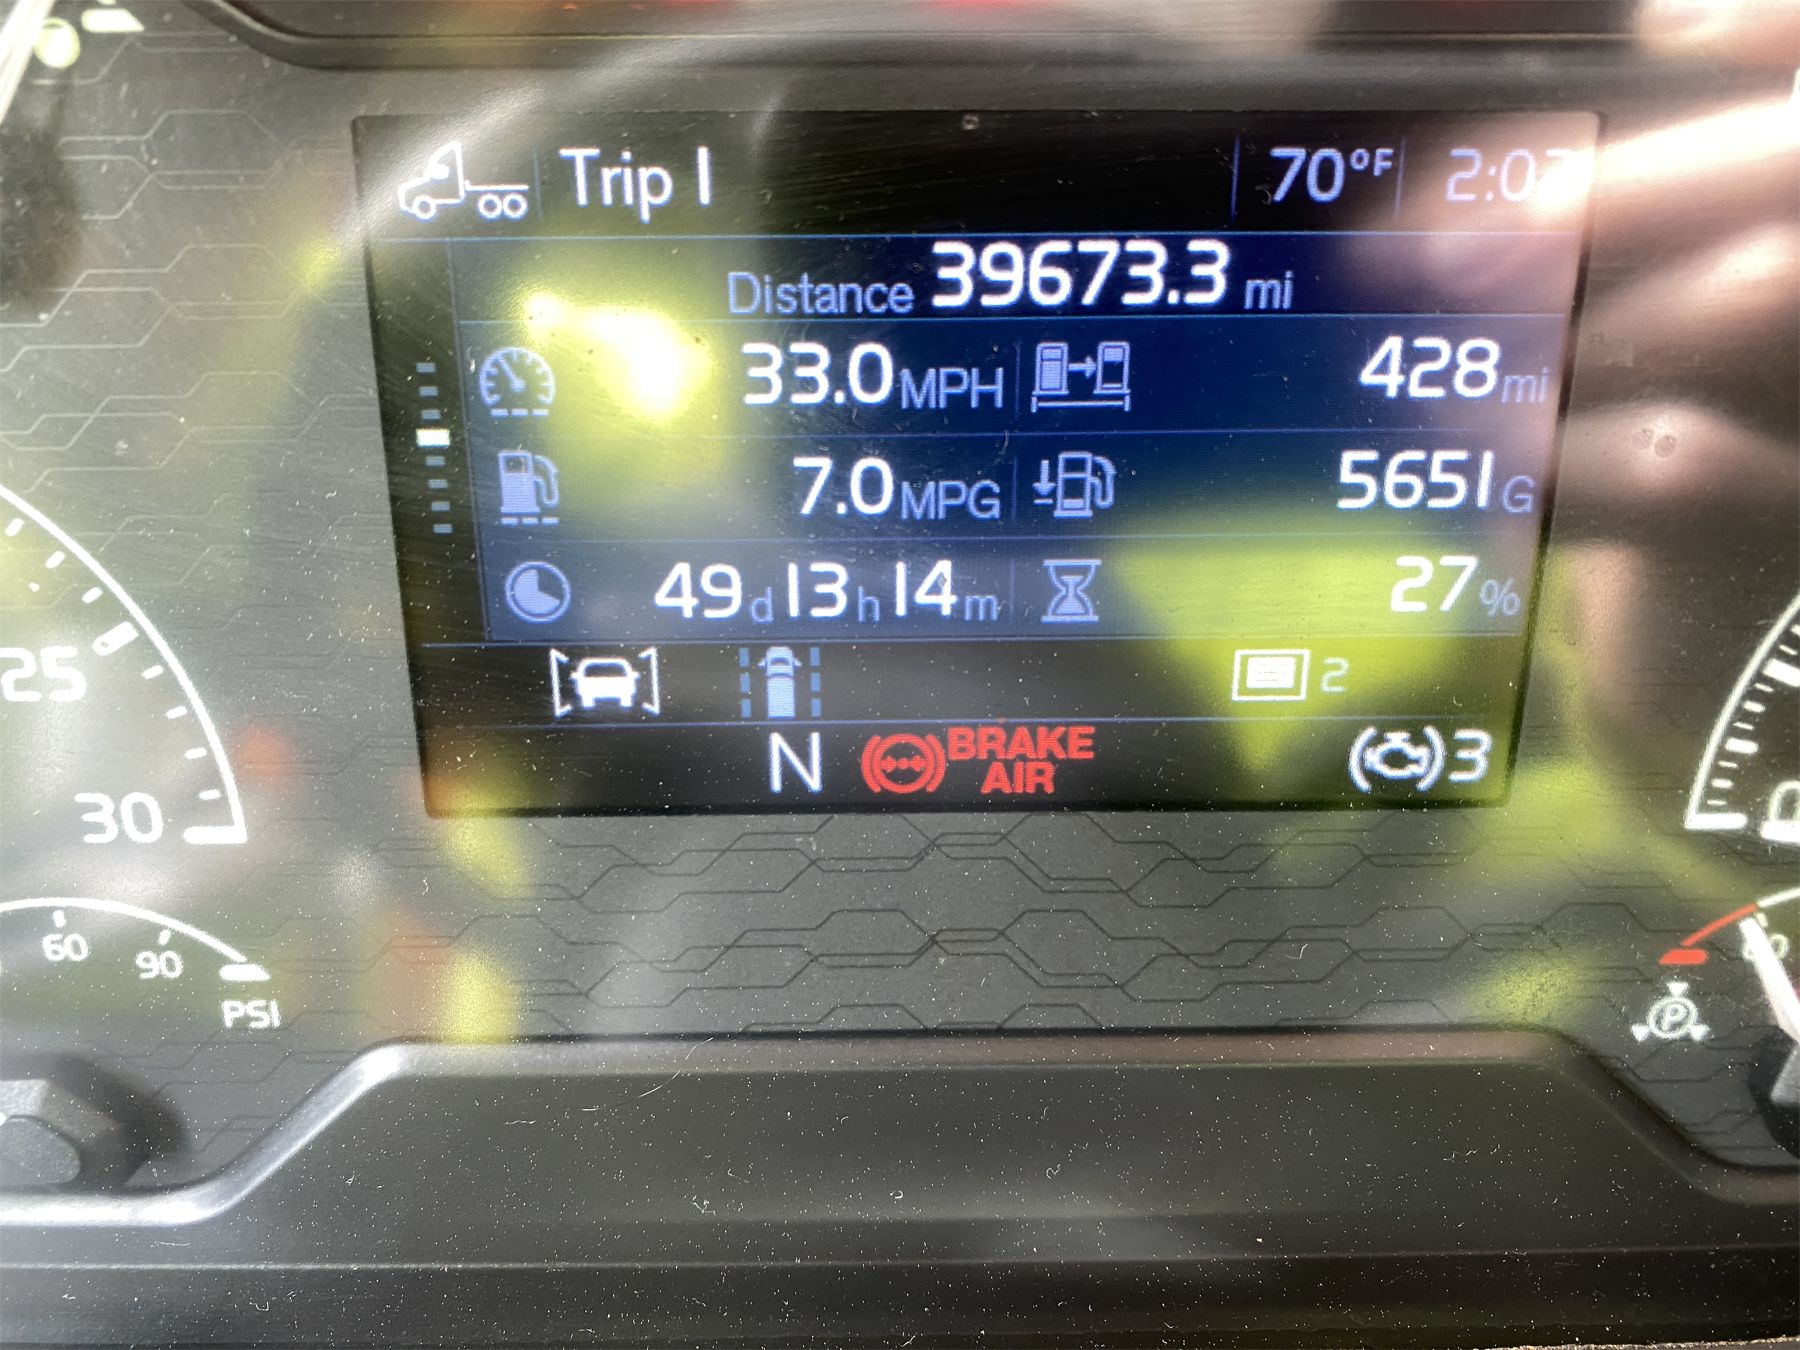 Trip 1
70°F
Distance 39673.3 mi
33.0 MPH
428 mi
7.0 MPG
5651 G
49 d 13 h 14 m
27 %
2
N
BRAKE
AIR
3
25
30
60
90
PSI
P